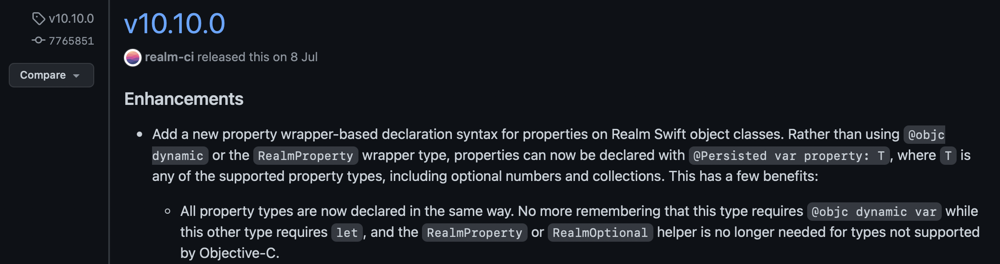 v10.10.0
7765851
Compare
v10.10.0
realm-ci released this on 8 Jul
Enhancements
Add a new property wrapper-based declaration syntax for properties on Realm Swift object classes. Rather than using @objc
dynamic or the RealmProperty wrapper type, properties can now be declared with @Persisted var property: T, where T is
any of the supported property types, including optional numbers and collections. This has a few benefits:
All property types are now declared in the same way. No more remembering that this type requires @objc dynamic var while
this other type requires let, and the RealmProperty or RealmOptional helper is no longer needed for types not supported
by Objective-C.